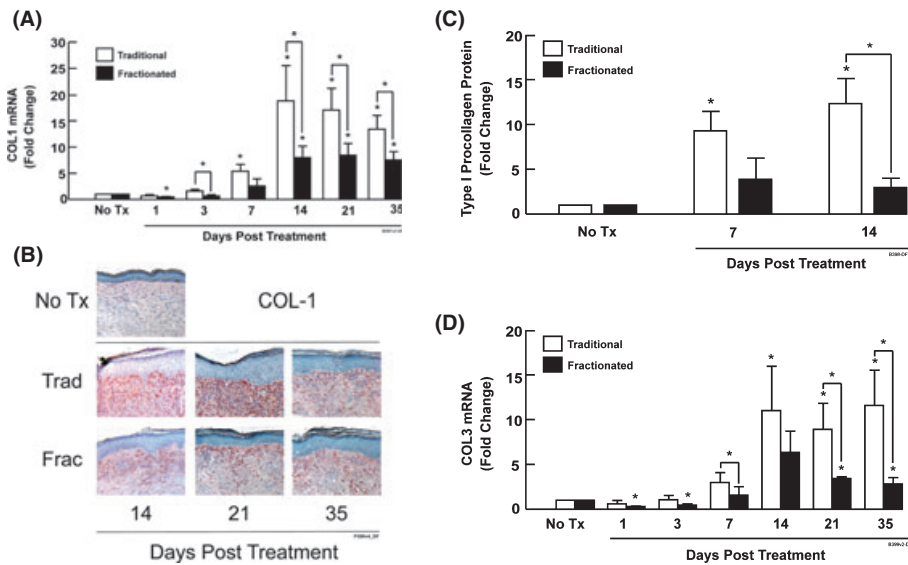 (A)
COL1 mRNA
(Fold Change)
30
25
20
15
10
5
0
Traditional
Fractionated
* * * * * * * * * * * *
No Tx 1 3 7 14 21 35
Days Post Treatment
(B)
No Tx
COL-1
Trad
Frac
14 21 35
Days Post Treatment
(C)
Type I Procollagen Protein
(Fold Change)
20
15
10
5
0
Traditional
Fractionated
* * *
No Tx 7 14
Days Post Treatment
(D)
COL3 mRNA
(Fold Change)
20
15
10
5
0
Traditional
Fractionated
* * * * * * * * * *
No Tx 1 3 7 14 21 35
Days Post Treatment